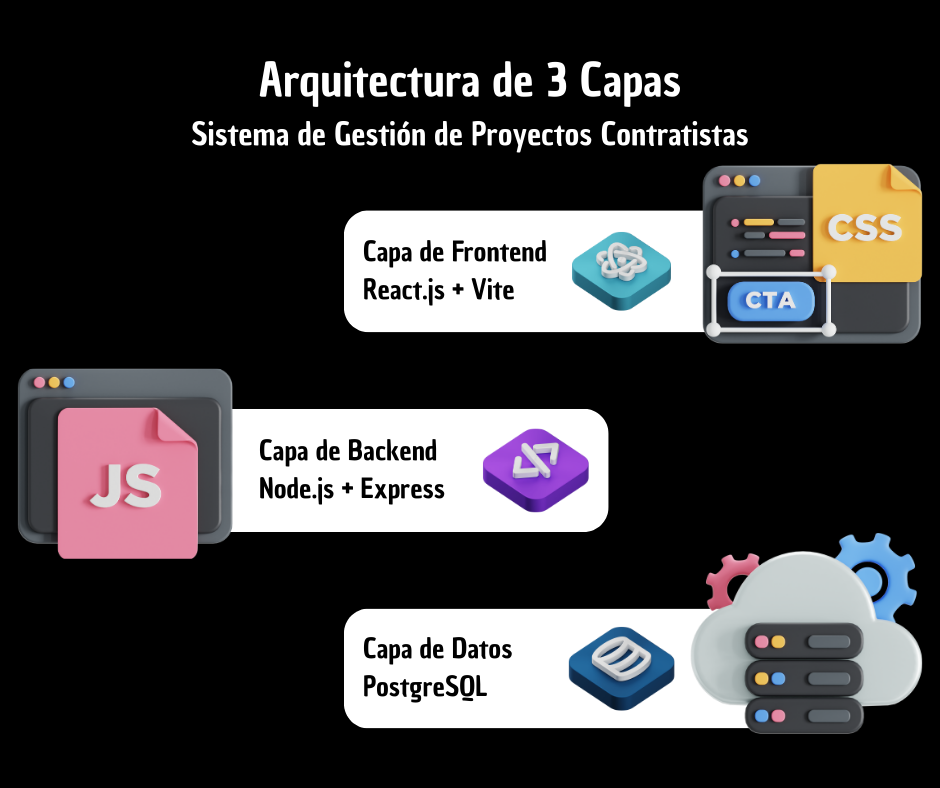 Arquitectura de 3 Capas
Sistema de Gestión de Proyectos Contratistas
Capa de Frontend
React.js + Vite
CSS
CTA
Capa de Backend
Node.js + Express
JS
Capa de Datos
PostgreSQL